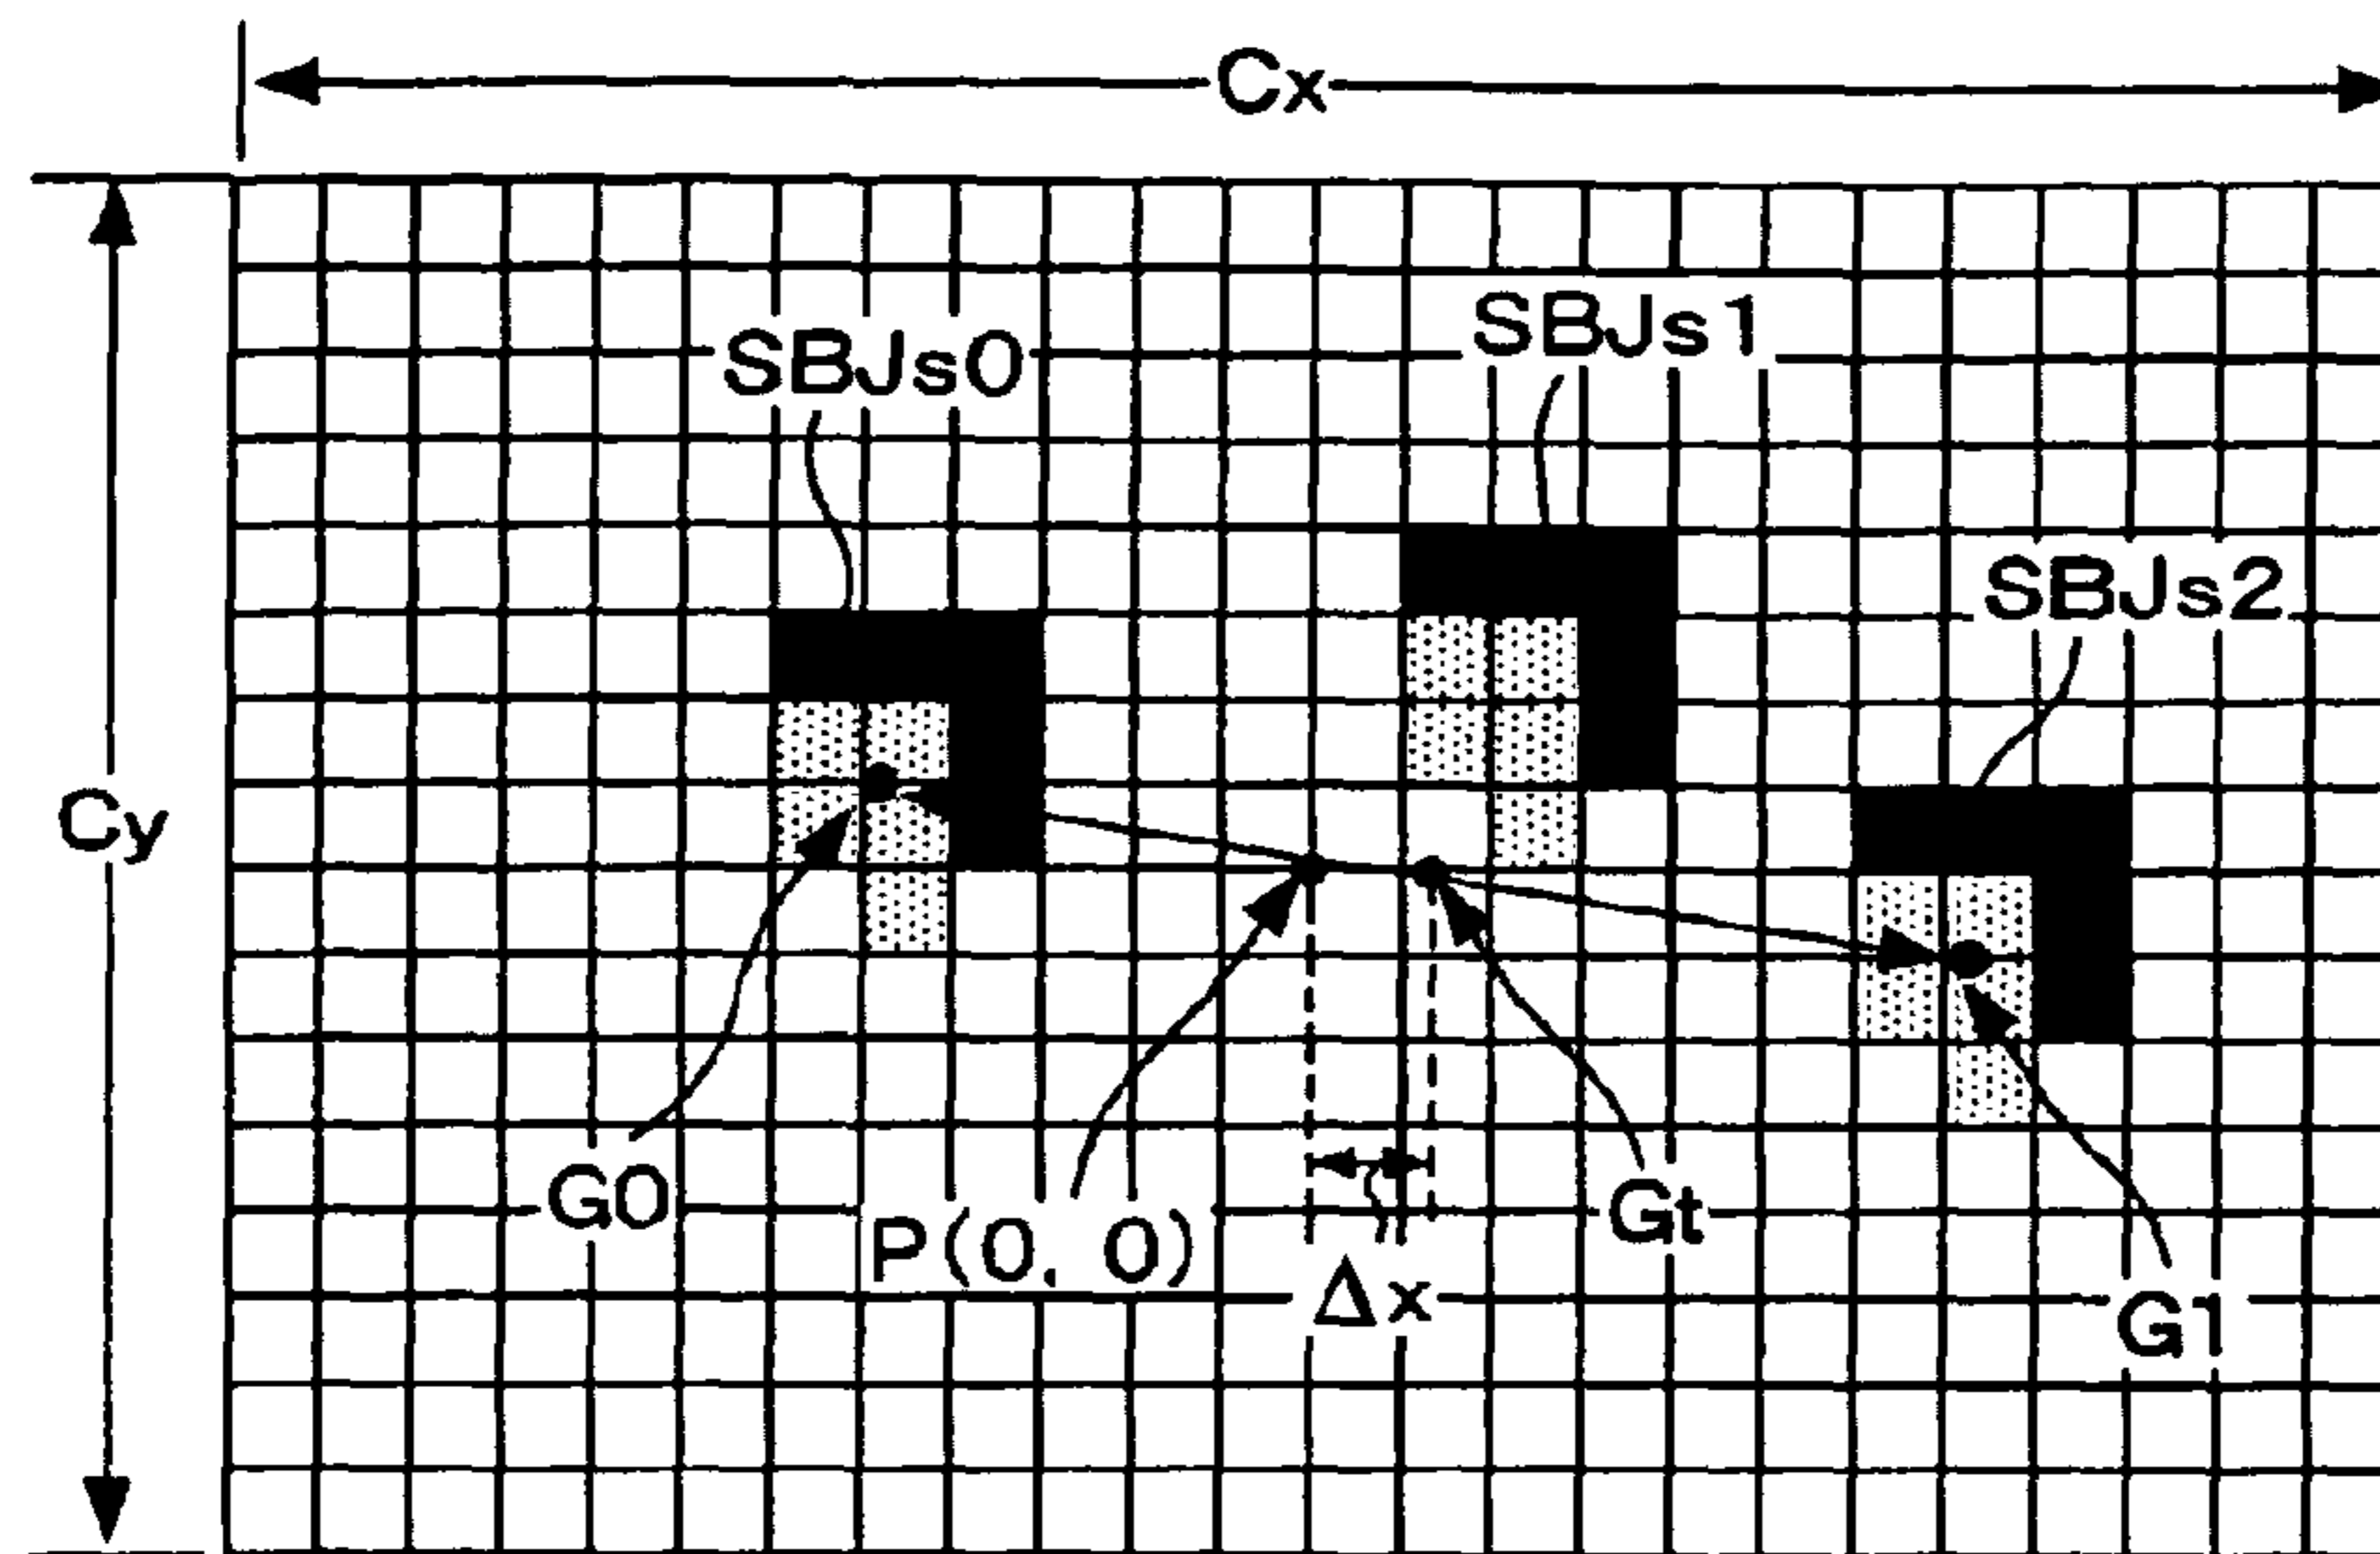 Cx
SBJs1
SBJs0
SBJs2
Cy
G0
Gt
P(0, 0)
Δx
G1